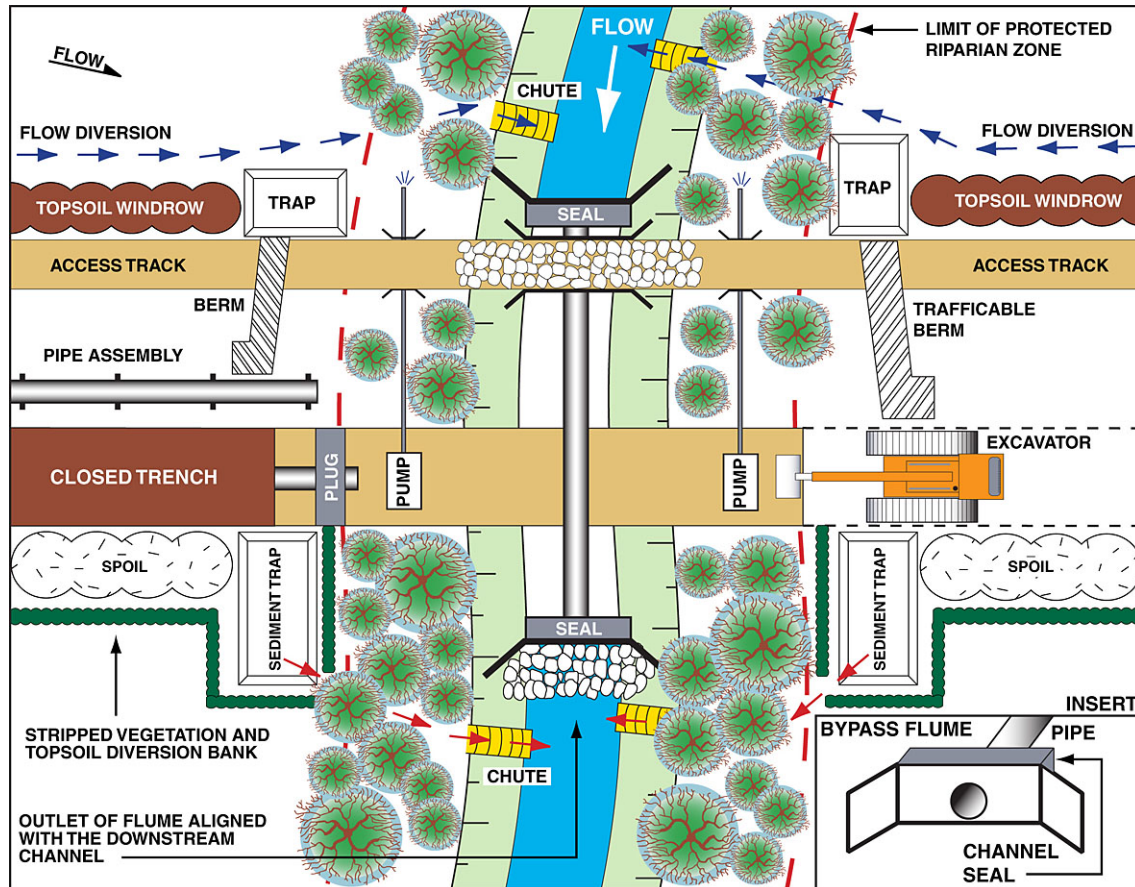 FLOW
FLOW
LIMIT OF PROTECTED
RIPARIAN ZONE
CHUTE
FLOW DIVERSION
FLOW DIVERSION
TOPSOIL WINDROW
TRAP
SEAL
TRAP
TOPSOIL WINDROW
ACCESS TRACK
ACCESS TRACK
BERM
TRAFFICABLE
BERM
PIPE ASSEMBLY
CLOSED TRENCH
PLUG
PUMP
PUMP
EXCAVATOR
SPOIL
SEDIMENT TRAP
SEAL
SEDIMENT TRAP
SPOIL
STRIPPED VEGETATION AND
TOPSOIL DIVERSION BANK
CHUTE
OUTLET OF FLUME ALIGNED
WITH THE DOWNSTREAM
CHANNEL
INSERT
BYPASS FLUME
PIPE
CHANNEL
SEAL